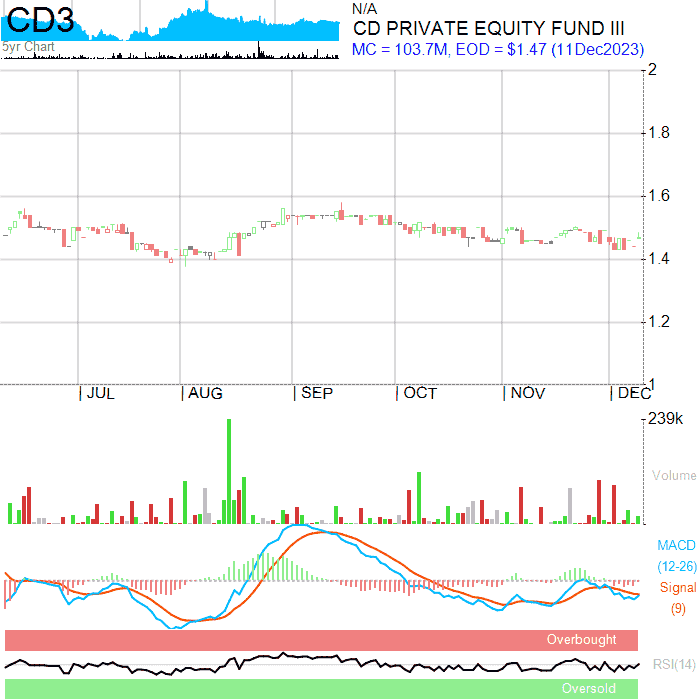 CD3
5yr Chart
N/A
CD PRIVATE EQUITY FUND III
MC = 103.7M, EOD = $1.47 (11Dec2023)
2
1.8
1.6
1.4
1.2
1
JUL AUG SEP OCT NOV DEC
239k
Volume
MACD
(12-26)
Signal
(9)
Overbought
RSI(14)
Oversold